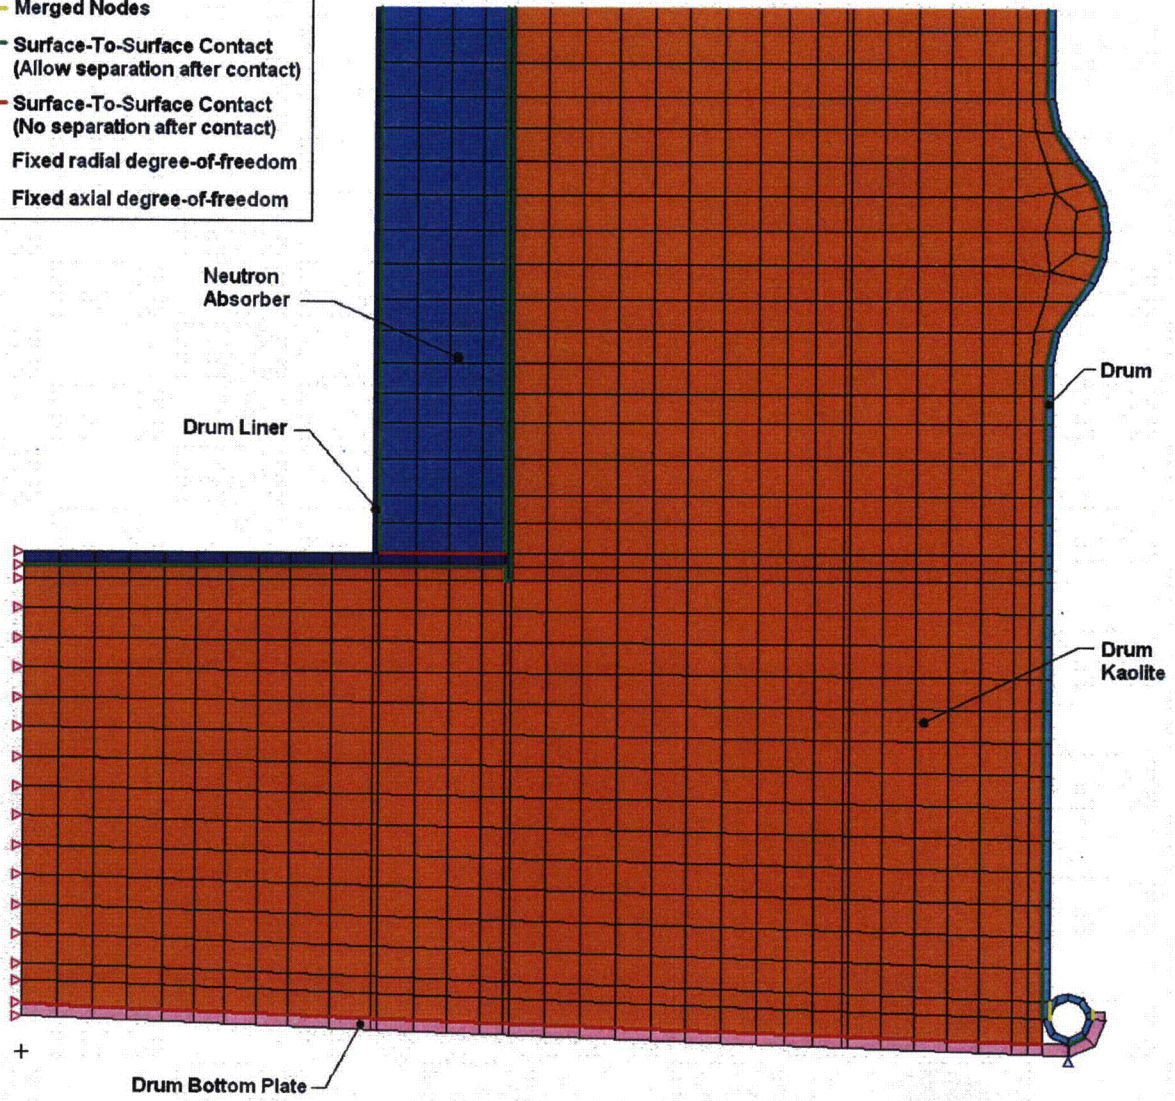 Merged Nodes
Surface-To-Surface Contact
(Allow separation after contact)
Surface-To-Surface Contact
(No separation after contact)
Fixed radial degree-of-freedom
Fixed axial degree-of-freedom
Neutron
Absorber
Drum
Drum Liner
Drum
Kaolite
Drum Bottom Plate